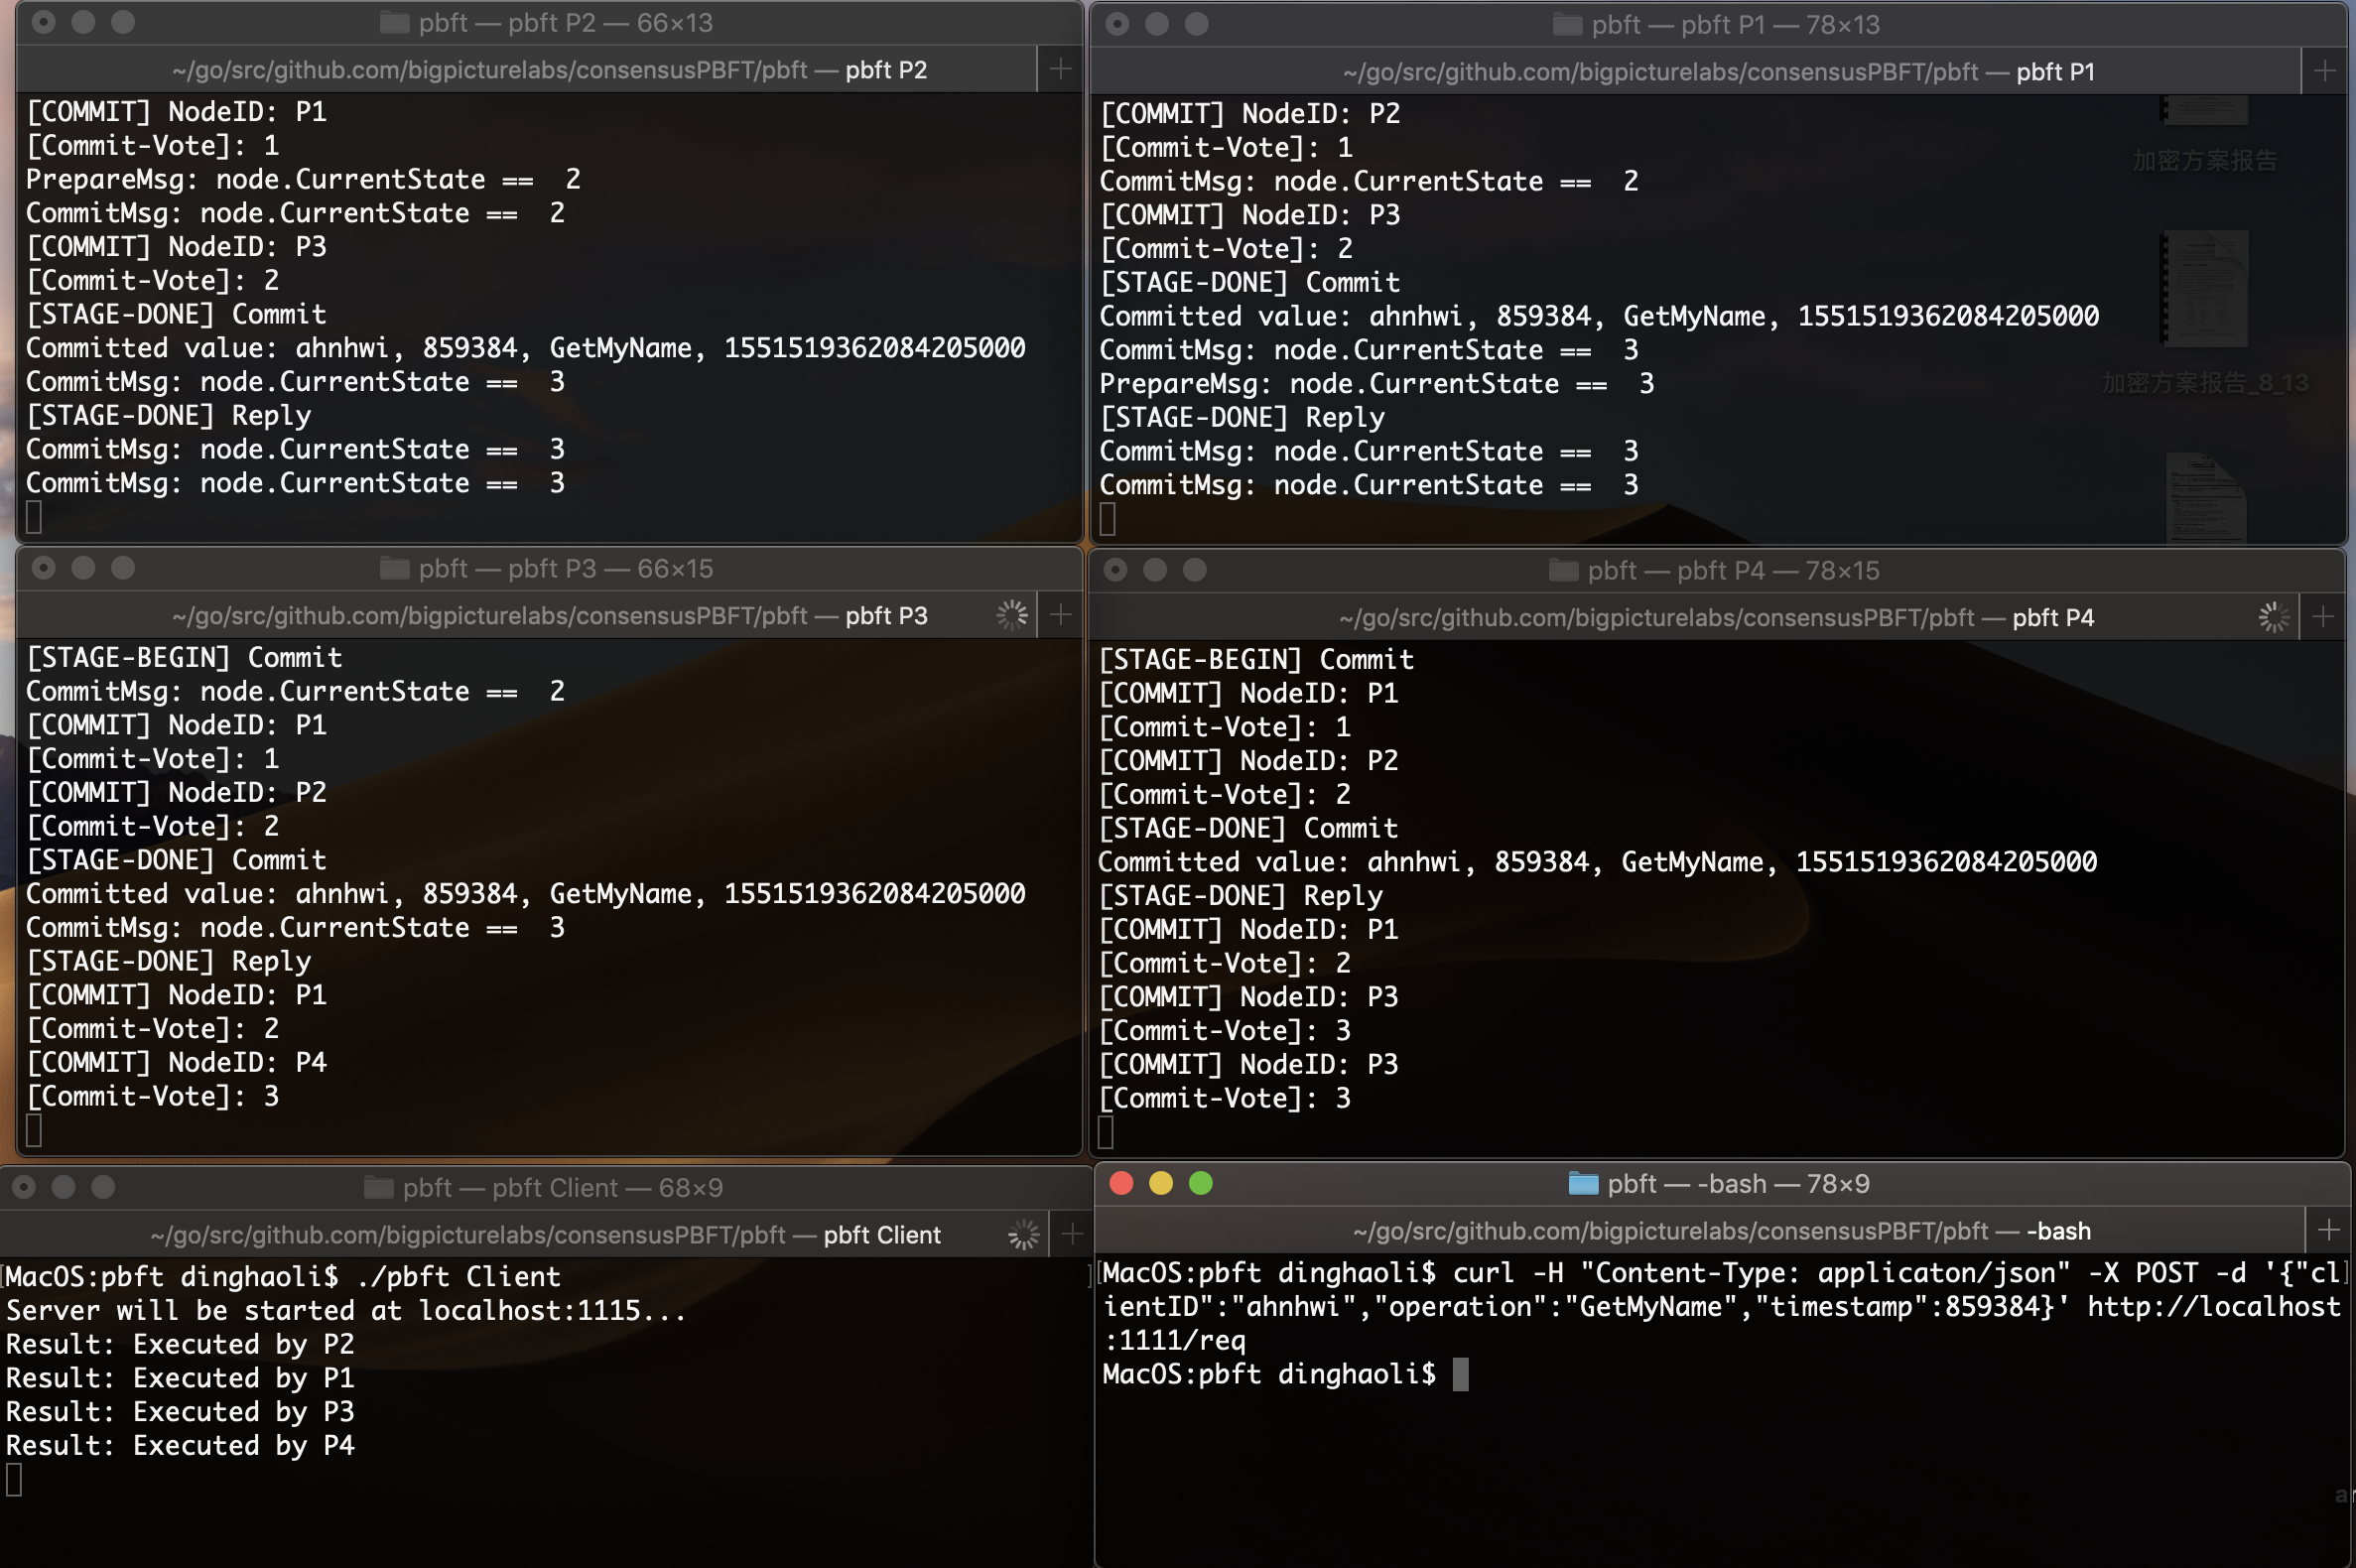 pbft — pbft P2 — 66×13
~/go/src/github.com/bigpicturelabs/consensusPBFT/pbft — pbft P2
[COMMIT] NodeID: P1
[Commit-Vote]: 1
PrepareMsg: node.CurrentState ==  2
CommitMsg: node.CurrentState ==  2
[COMMIT] NodeID: P3
[Commit-Vote]: 2
[STAGE-DONE] Commit
Committed value: ahnhwi, 859384, GetMyName, 1551519362084205000
CommitMsg: node.CurrentState ==  3
[STAGE-DONE] Reply
CommitMsg: node.CurrentState ==  3
CommitMsg: node.CurrentState ==  3
pbft — pbft P1 — 78×13
~/go/src/github.com/bigpicturelabs/consensusPBFT/pbft — pbft P1
[COMMIT] NodeID: P2
[Commit-Vote]: 1
CommitMsg: node.CurrentState ==  2
[COMMIT] NodeID: P3
[Commit-Vote]: 2
[STAGE-DONE] Commit
Committed value: ahnhwi, 859384, GetMyName, 1551519362084205000
CommitMsg: node.CurrentState ==  3
PrepareMsg: node.CurrentState ==  3
[STAGE-DONE] Reply
CommitMsg: node.CurrentState ==  3
CommitMsg: node.CurrentState ==  3
加密方案报告
加密方案报告_8_13
pbft — pbft P3 — 66×15
~/go/src/github.com/bigpicturelabs/consensusPBFT/pbft — pbft P3
[STAGE-BEGIN] Commit
CommitMsg: node.CurrentState ==  2
[COMMIT] NodeID: P1
[Commit-Vote]: 1
[COMMIT] NodeID: P2
[Commit-Vote]: 2
[STAGE-DONE] Commit
Committed value: ahnhwi, 859384, GetMyName, 1551519362084205000
CommitMsg: node.CurrentState ==  3
[STAGE-DONE] Reply
[COMMIT] NodeID: P1
[Commit-Vote]: 2
[COMMIT] NodeID: P4
[Commit-Vote]: 3
pbft — pbft P4 — 78×15
~/go/src/github.com/bigpicturelabs/consensusPBFT/pbft — pbft P4
[STAGE-BEGIN] Commit
[COMMIT] NodeID: P1
[Commit-Vote]: 1
[COMMIT] NodeID: P2
[Commit-Vote]: 2
[STAGE-DONE] Commit
Committed value: ahnhwi, 859384, GetMyName, 1551519362084205000
[STAGE-DONE] Reply
[COMMIT] NodeID: P1
[Commit-Vote]: 2
[COMMIT] NodeID: P3
[Commit-Vote]: 3
[COMMIT] NodeID: P3
[Commit-Vote]: 3
pbft — pbft Client — 68×9
~/go/src/github.com/bigpicturelabs/consensusPBFT/pbft — pbft Client
MacOS:pbft dinghaoli$ ./pbft Client
Server will be started at localhost:1115...
Result: Executed by P2
Result: Executed by P1
Result: Executed by P3
Result: Executed by P4
pbft — -bash — 78×9
~/go/src/github.com/bigpicturelabs/consensusPBFT/pbft — -bash
MacOS:pbft dinghaoli$ curl -H "Content-Type: applicaton/json" -X POST -d '{"cl
ientID":"ahnhwi","operation":"GetMyName","timestamp":859384}' http://localhost
:1111/req
MacOS:pbft dinghaoli$